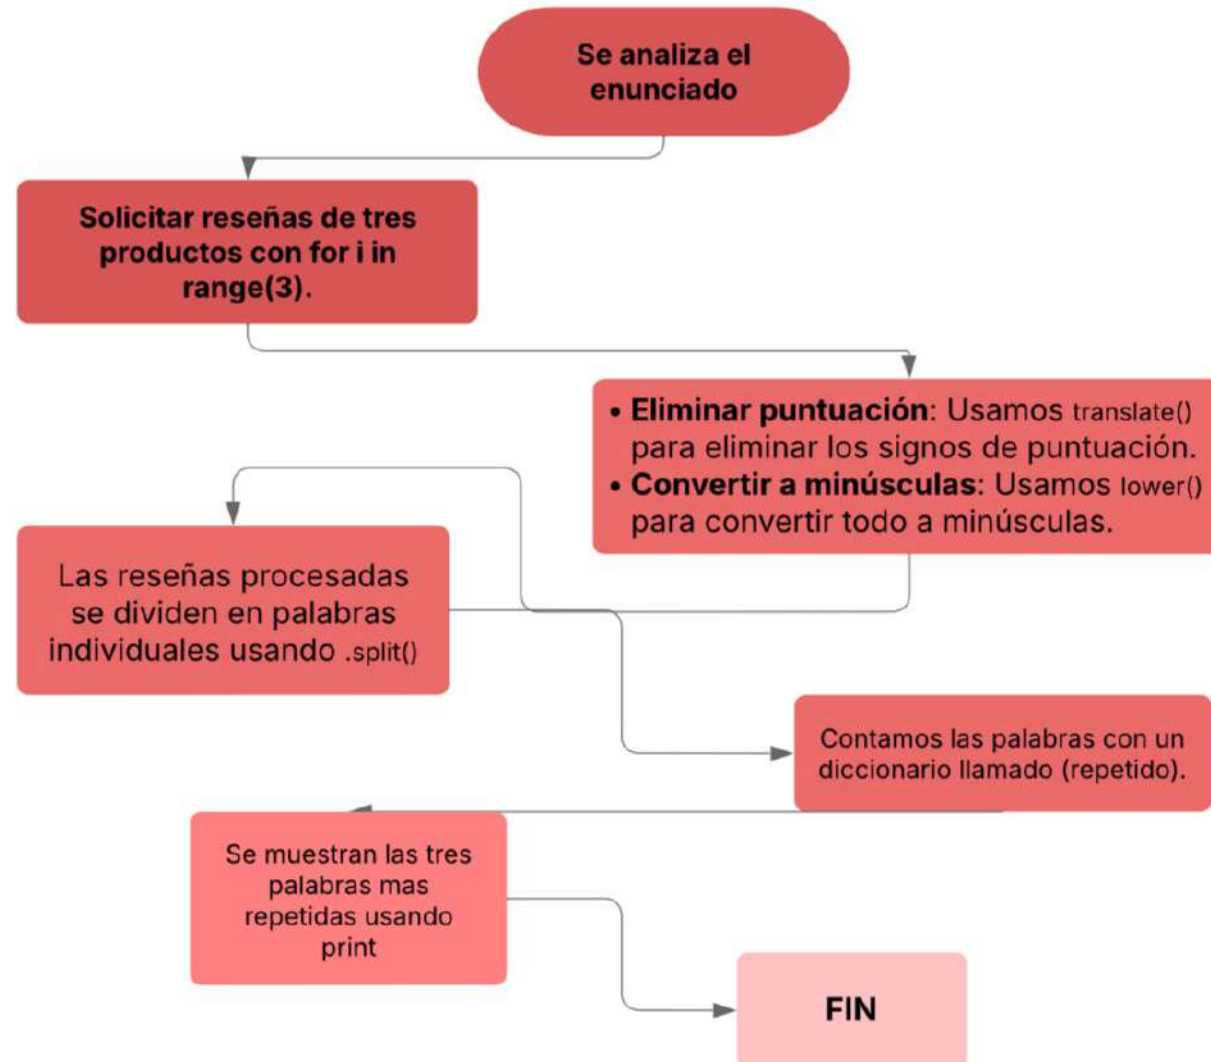 Se analiza el
enunciado
Solicitar reseñas de tres
productos con for i in
range(3).
• Eliminar puntuación: Usamos translate()
para eliminar los signos de puntuación.
• Convertir a minúsculas: Usamos lower()
para convertir todo a minúsculas.
Las reseñas procesadas
se dividen en palabras
individuales usando .split()
Contamos las palabras con un
diccionario llamado (repetido).
Se muestran las tres
palabras mas
repetidas usando
print
FIN